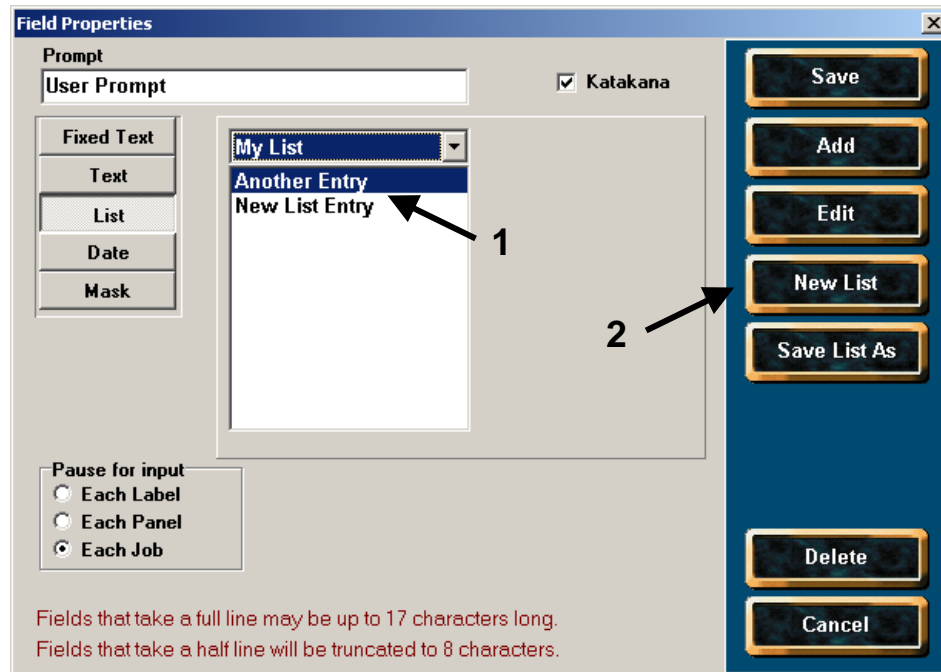 Field Properties
Prompt
User Prompt
Katakana
Fixed Text
Text
List
Date
Mask
My List
Another Entry
New List Entry
1
2
Save
Add
Edit
New List
Save List As
Pause for input
Each Label
Each Panel
Each Job
Delete
Cancel
Fields that take a full line may be up to 17 characters long.
Fields that take a half line will be truncated to 8 characters.